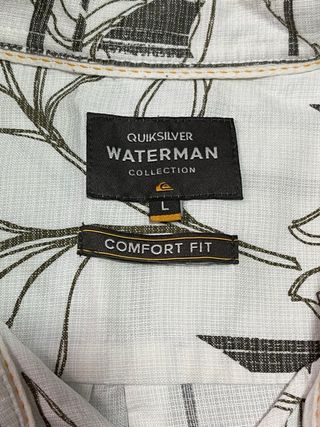 QUIKSILVER
WATERMAN
COLLECTION
L
COMFORT FIT